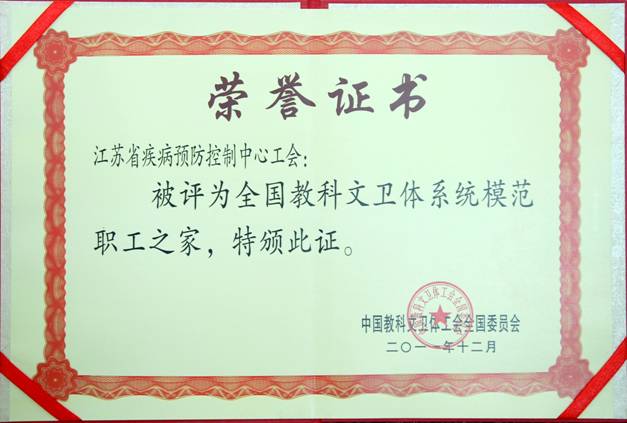 荣誉证书
江苏省疾病预防控制中心工会：
被评为全国教科文卫体系统模范
职工之家，特颁此证。
中国教科文卫体工会全国委员会
二〇一一年十二月